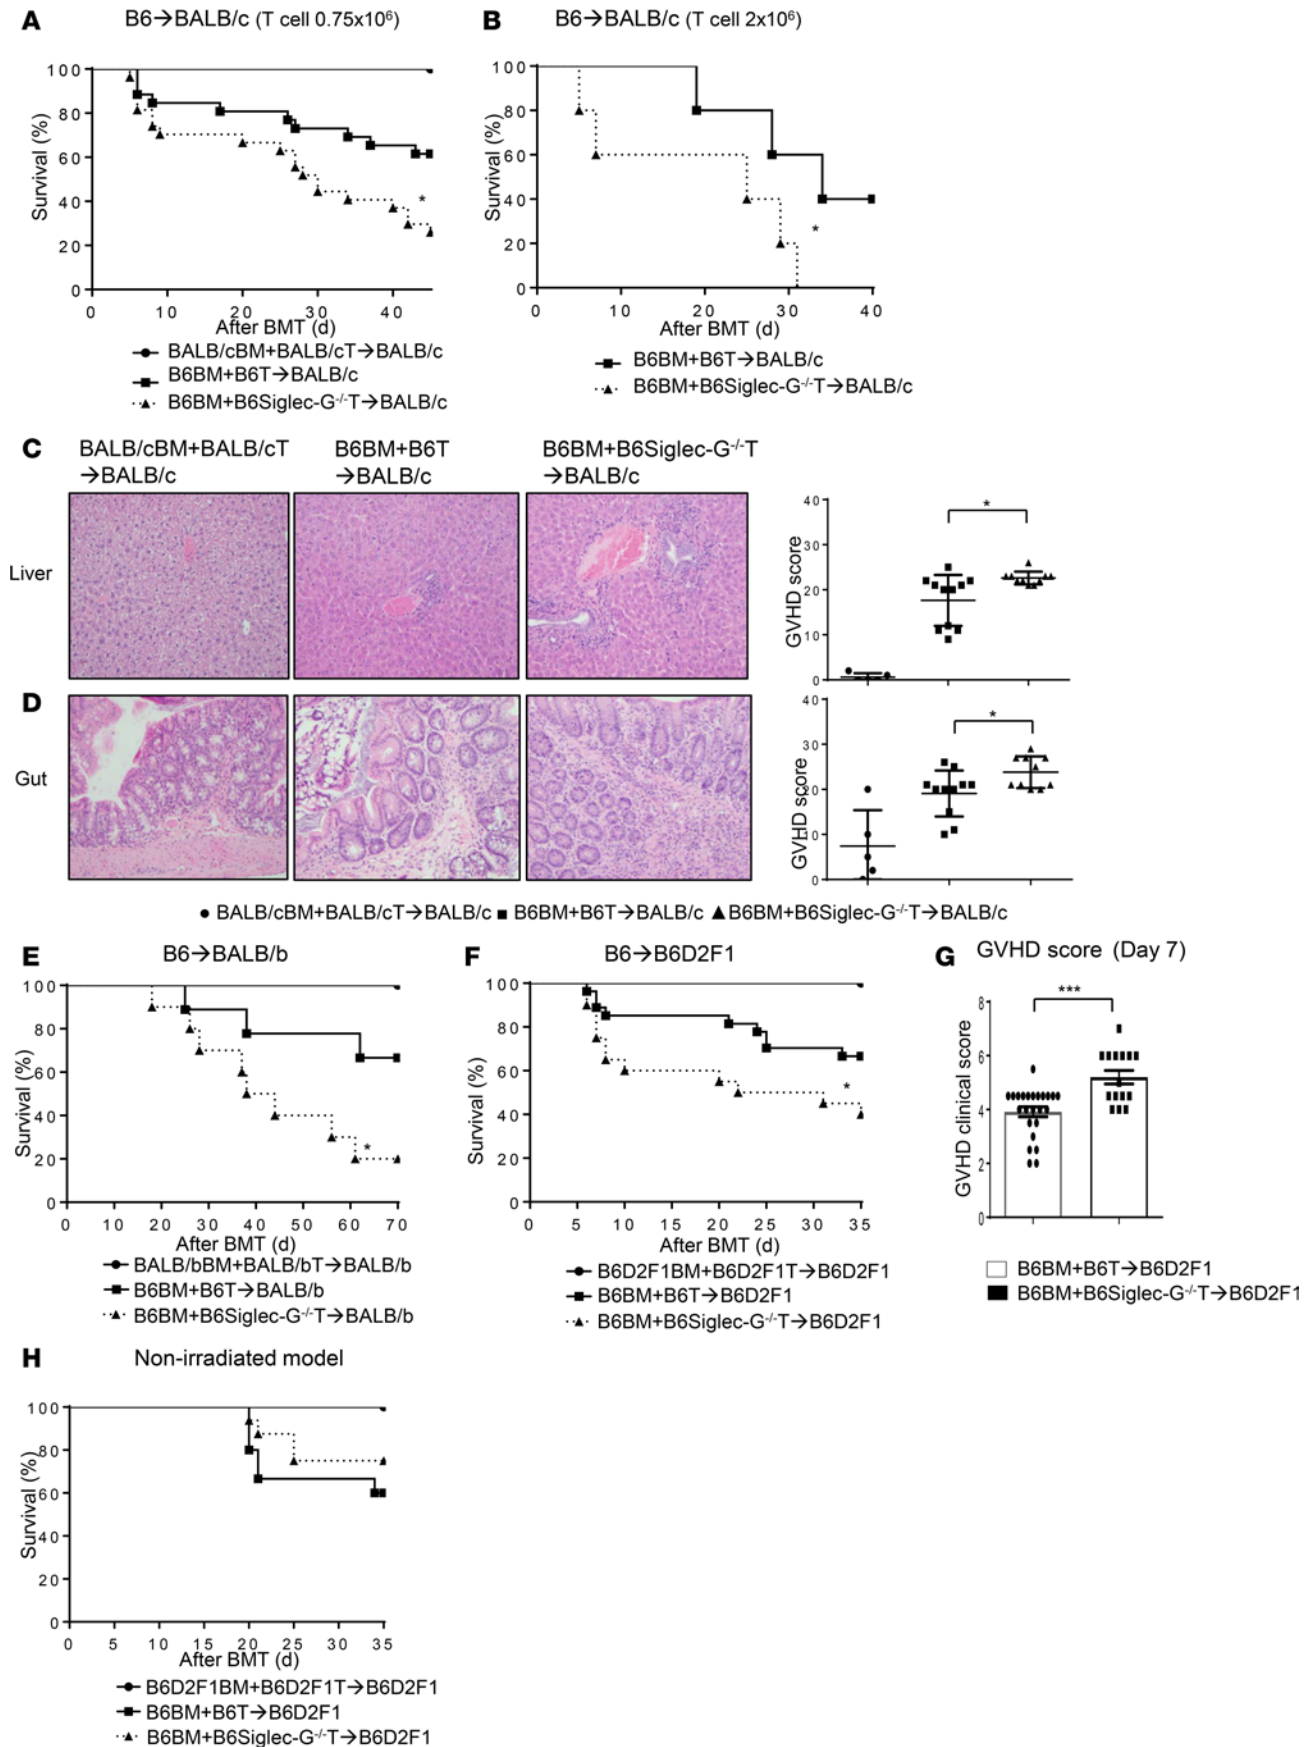 A B6→BALB/c (T cell 0.75x10⁶)
100
80
60
40
20
0
Survival (%)
*
0 10 20 30 40
After BMT (d)
BALB/cBM+BALB/cT→BALB/c
B6BM+B6T→BALB/c
B6BM+B6Siglec-G⁻/⁻T→BALB/c
B B6→BALB/c (T cell 2x10⁶)
100
80
60
40
20
0
Survival (%)
*
0 10 20 30 40
After BMT (d)
B6BM+B6T→BALB/c
B6BM+B6Siglec-G⁻/⁻T→BALB/c
C
BALB/cBM+BALB/cT
→BALB/c
B6BM+B6T
→BALB/c
B6BM+B6Siglec-G⁻/⁻T
→BALB/c
Liver
40
30
20
10
0
GVHD score
*
D
Gut
40
30
20
10
0
GVHD score
*
BALB/cBM+BALB/cT→BALB/c B6BM+B6T→BALB/c B6BM+B6Siglec-G⁻/⁻T→BALB/c
E B6→BALB/b
100
80
60
40
20
0
Survival (%)
*
0 10 20 30 40 50 60 70
After BMT (d)
BALB/bBM+BALB/bT→BALB/b
B6BM+B6T→BALB/b
B6BM+B6Siglec-G⁻/⁻T→BALB/b
F B6→B6D2F1
100
80
60
40
20
0
Survival (%)
*
0 5 10 15 20 25 30 35
After BMT (d)
B6D2F1BM+B6D2F1T→B6D2F1
B6BM+B6T→B6D2F1
B6BM+B6Siglec-G⁻/⁻T→B6D2F1
G GVHD score (Day 7)
8
6
4
2
0
GVHD clinical score
***
B6BM+B6T→B6D2F1
B6BM+B6Siglec-G⁻/⁻T→B6D2F1
H Non-irradiated model
100
80
60
40
20
0
Survival (%)
0 5 10 15 20 25 30 35
After BMT (d)
B6D2F1BM+B6D2F1T→B6D2F1
B6BM+B6T→B6D2F1
B6BM+B6Siglec-G⁻/⁻T→B6D2F1